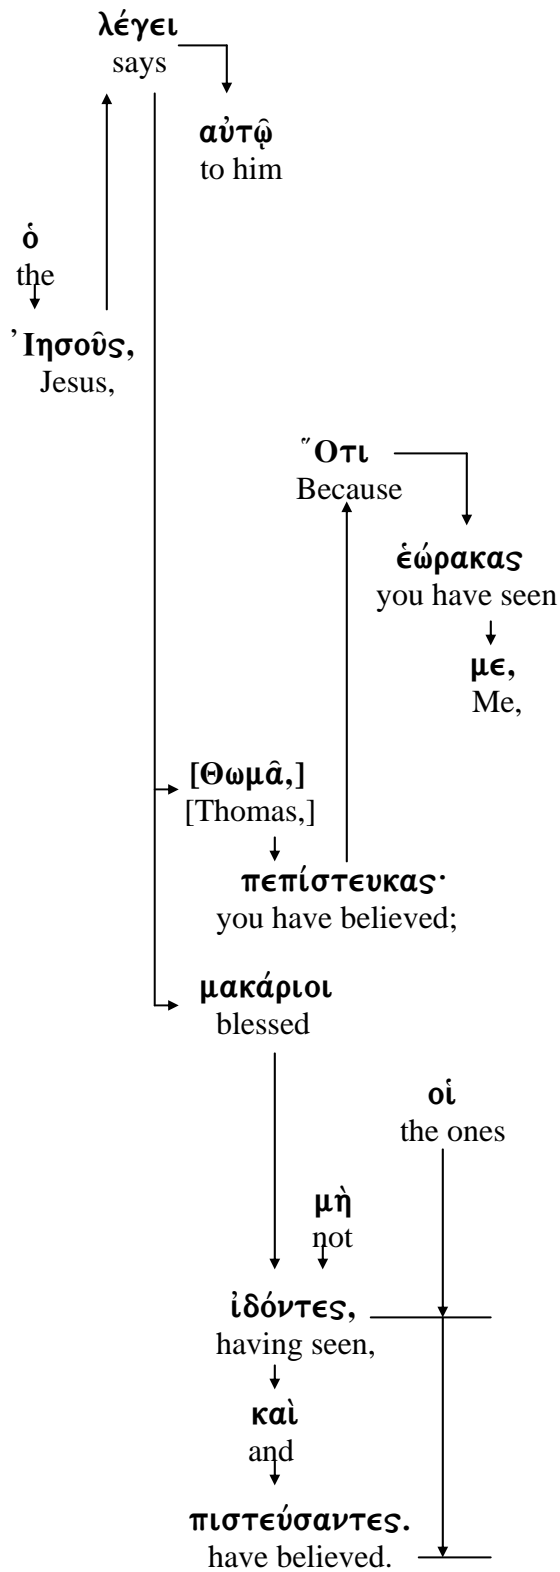 λέγει
says
αὐτῷ
to him
ὁ
the
Ἰησοῦς,
Jesus,
Ὅτι
Because
ἑώρακας
you have seen
με,
Me,
[Θωμᾶ,]
[Thomas,]
πεπίστευκας·
you have believed;
μακάριοι
blessed
οἱ
the ones
μὴ
not
ἰδόντες,
having seen,
καὶ
and
πιστεύσαντες.
have believed.